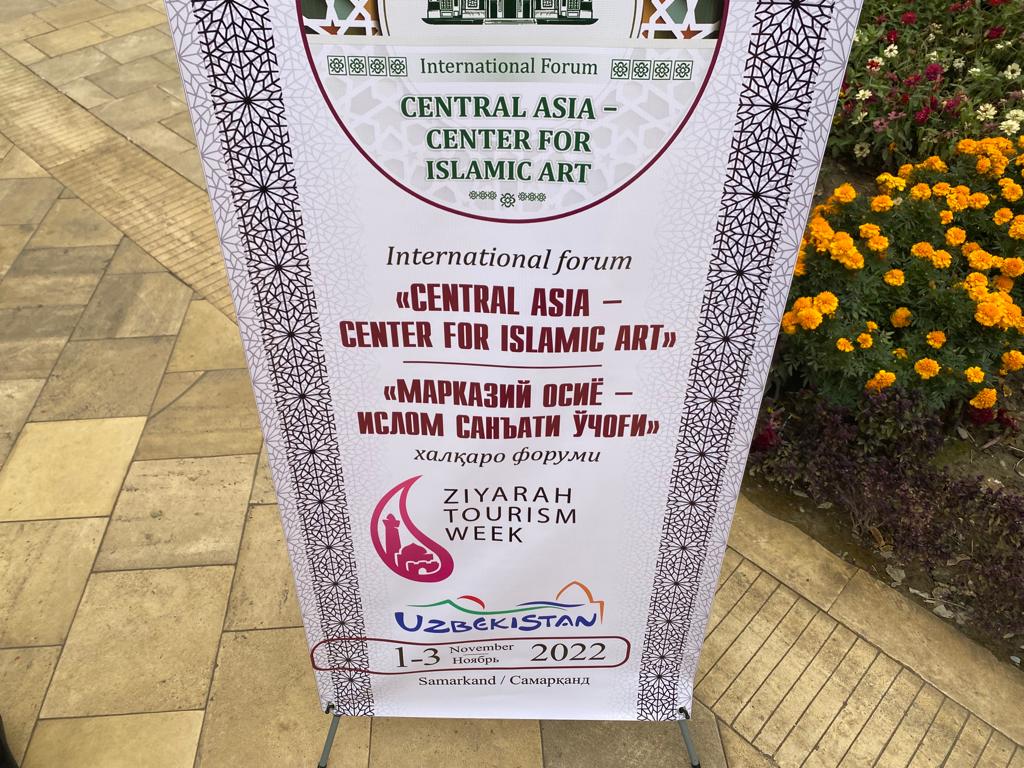 International Forum
CENTRAL ASIA –
CENTER FOR
ISLAMIC ART
International forum
«CENTRAL ASIA –
CENTER FOR ISLAMIC ART»
«МАРКАЗИЙ ОСИЁ –
ИСЛОМ САНЪАТИ ЎЧОҒИ»
халқаро форуми
ZIYARAH
TOURISM
WEEK
UZBEKISTAN
1-3 November
Ноябрь 2022
Samarkand / Самарқанд